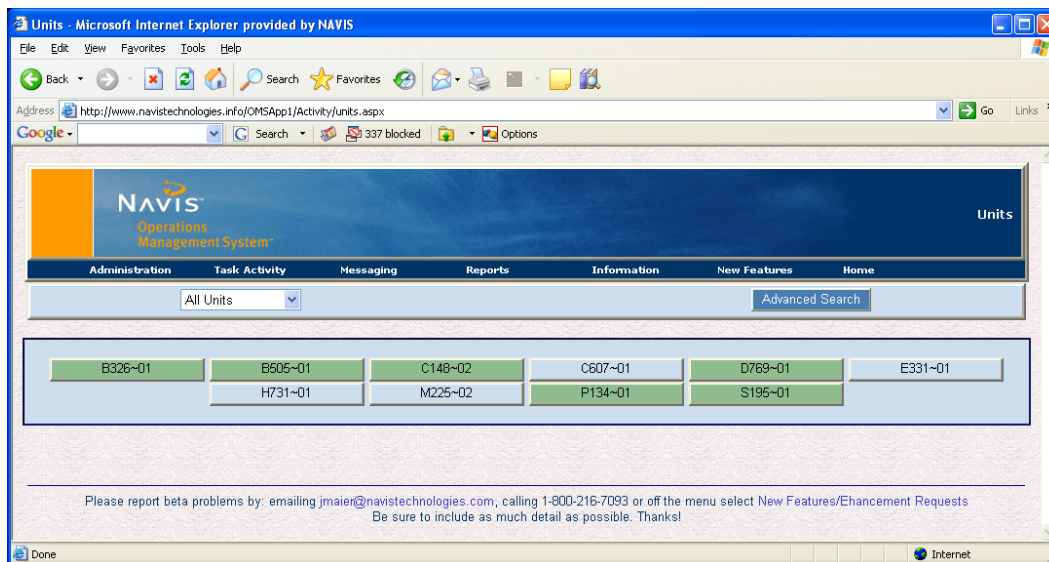 Units - Microsoft Internet Explorer provided by NAVIS
File Edit View Favorites Tools Help
Back Search Favorites
Address http://www.navistechnologies.info/OMSApp1/Activity/units.aspx Go Links
Google Search 337 blocked Options
NAVIS
Operations
Management System
Units
Administration Task Activity Messaging Reports Information New Features Home
All Units Advanced Search
B326~01 B505~01 C148~02 C607~01 D769~01 E331~01
H731~01 M225~02 P134~01 S195~01
Please report beta problems by: emailing jmaier@navistechnologies.com, calling 1-800-216-7093 or off the menu select New Features/Ehancement Requests
Be sure to include as much detail as possible. Thanks!
Done Internet